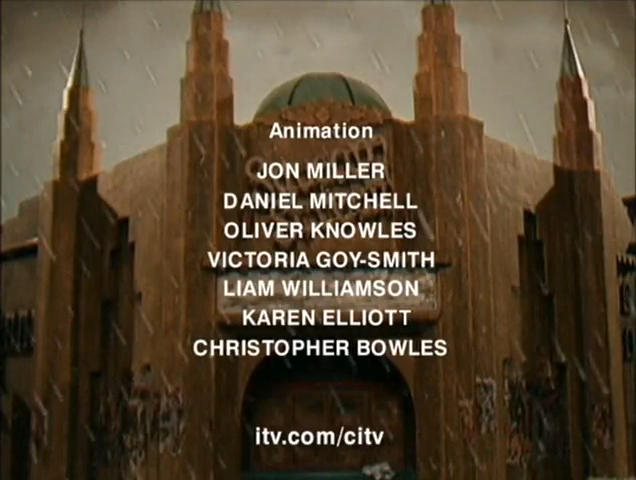 Animation
JON MILLER
DANIEL MITCHELL
OLIVER KNOWLES
VICTORIA GOY-SMITH
LIAM WILLIAMSON
KAREN ELLIOTT
CHRISTOPHER BOWLES
itv.com/citv